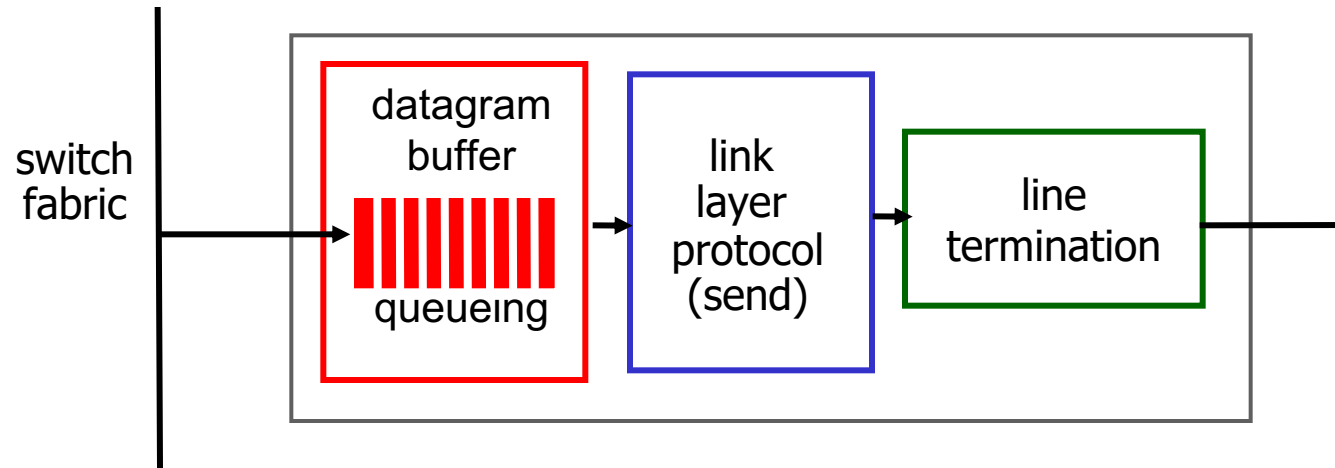 switch
fabric
datagram
buffer
queueing
link
layer
protocol
(send)
line
termination